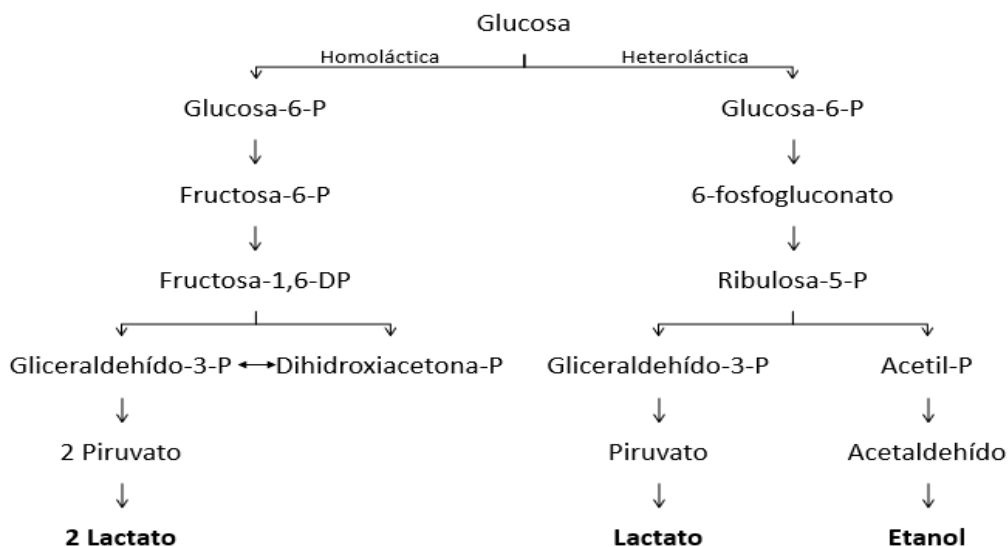 Glucosa
Homoláctica Heteroláctica
Glucosa-6-P Glucosa-6-P
Fructosa-6-P 6-fosfogluconato
Fructosa-1,6-DP Ribulosa-5-P
Gliceraldehído-3-P Dihidroxiacetona-P Gliceraldehído-3-P Acetil-P
2 Piruvato Piruvato Acetaldehído
2 Lactato Lactato Etanol